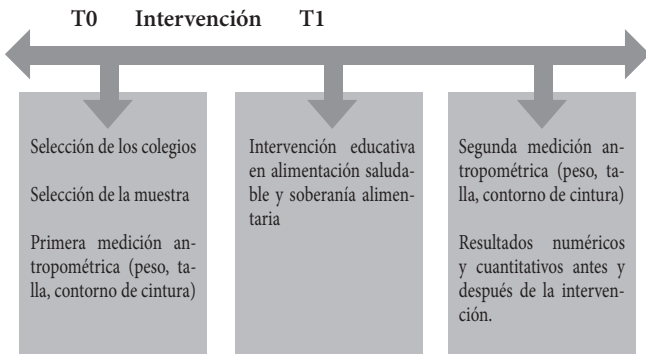 T0 Intervención T1
Selección de los colegios
Selección de la muestra
Primera medición an-
tropométrica (peso, ta-
lla, contorno de cintura)
Intervención educativa
en alimentación saluda-
ble y soberanía alimen-
taria
Segunda medición an-
tropométrica (peso, ta-
lla, contorno de cintura)
Resultados numéricos
y cuantitativos antes y
después de la interven-
ción.